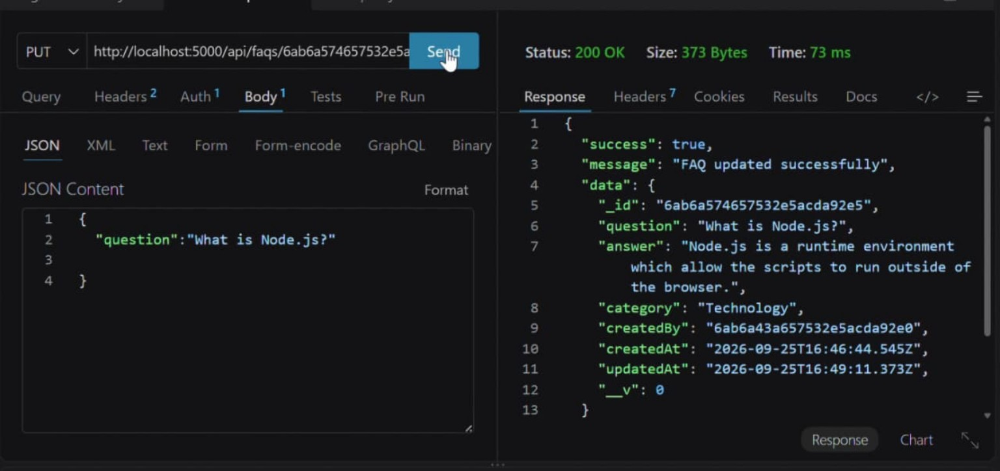 PUT http://localhost:5000/api/faqs/6ab6a574657532e5a Send
Query Headers 2 Auth 1 Body 1 Tests Pre Run
JSON XML Text Form Form-encode GraphQL Binary
JSON Content Format
1 {
2 "question":"What is Node.js?"
3
4 }
Status: 200 OK Size: 373 Bytes Time: 73 ms
Response Headers 7 Cookies Results Docs </>
1 {
2 "success": true,
3 "message": "FAQ updated successfully",
4 "data": {
5 "_id": "6ab6a574657532e5acda92e5",
6 "question": "What is Node.js?",
7 "answer": "Node.js is a runtime environment
which allow the scripts to run outside of
the browser.",
8 "category": "Technology",
9 "createdBy": "6ab6a43a657532e5acda92e0",
10 "createdAt": "2026-09-25T16:46:44.545Z",
11 "updatedAt": "2026-09-25T16:49:11.373Z",
12 "__v": 0
13 }
Response Chart